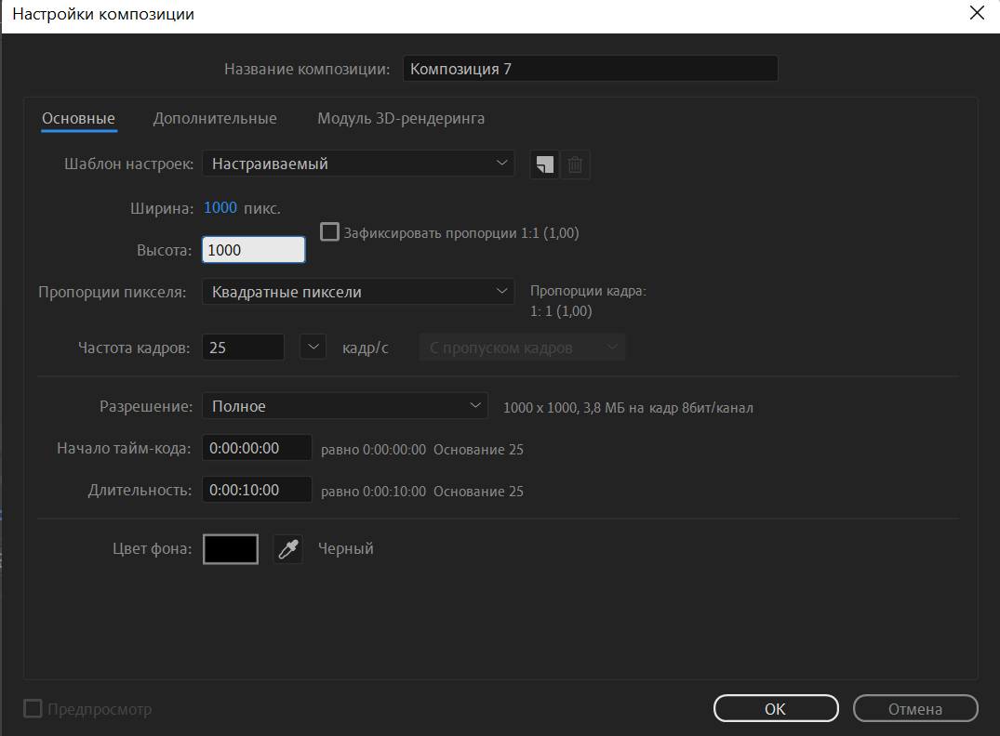 Настройки композиции
Название композиции: Композиция 7
Основные Дополнительные Модуль 3D-рендеринга
Шаблон настроек: Настраиваемый
Ширина: 1000 пикс.
Зафиксировать пропорции 1:1 (1,00)
Высота: 1000
Пропорции пикселя: Квадратные пиксели
Пропорции кадра:
1: 1 (1,00)
Частота кадров: 25 кадр/с С пропуском кадров
Разрешение: Полное 1000 x 1000, 3,8 МБ на кадр 8бит/канал
Начало тайм-кода: 0:00:00:00 равно 0:00:00:00 Основание 25
Длительность: 0:00:10:00 равно 0:00:10:00 Основание 25
Цвет фона: Черный
Предпросмотр
ОК Отмена